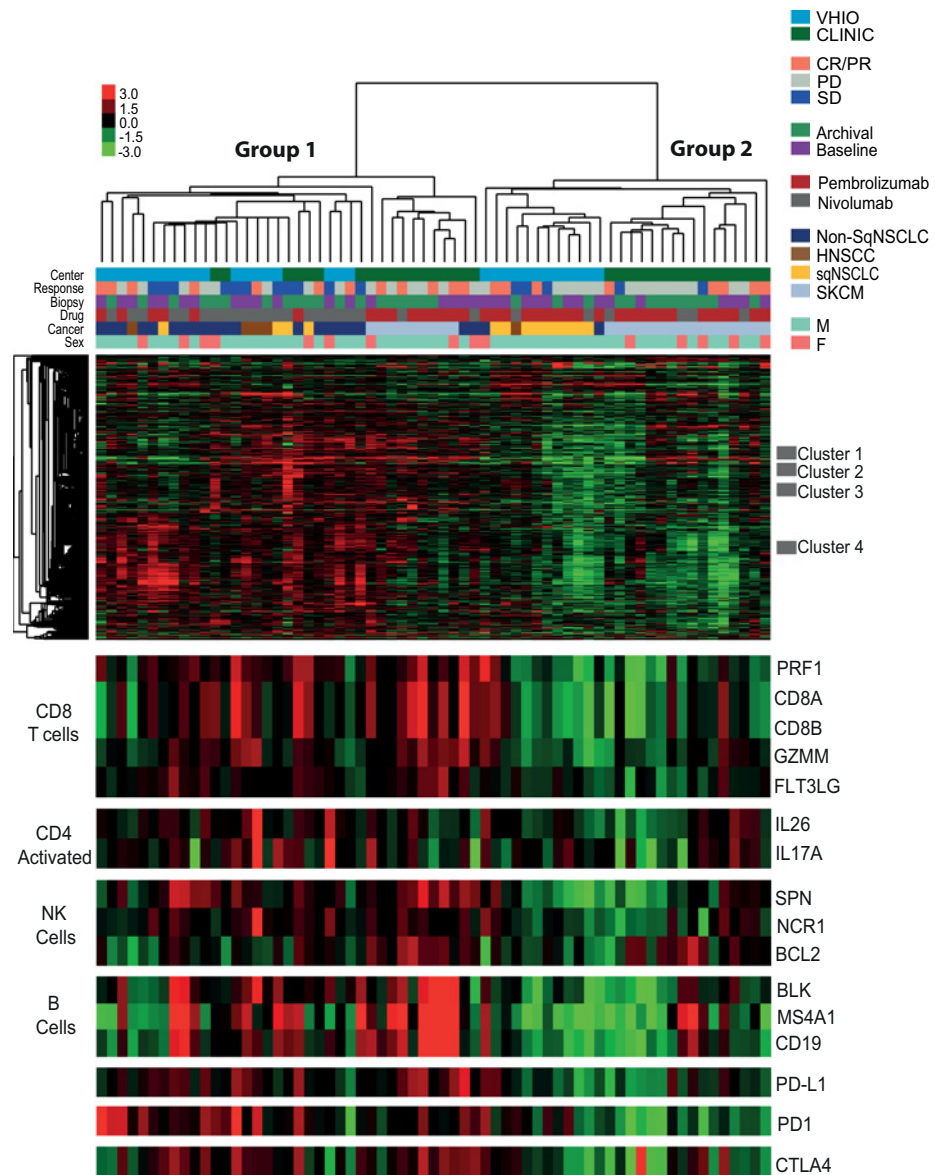 VHIO
CLINIC
CR/PR
PD
SD
Archival
Baseline
Pembrolizumab
Nivolumab
Non-SqNSCLC
HNSCC
sqNSCLC
SKCM
M
F
3.0
1.5
0.0
-1.5
-3.0
Group 1
Group 2
Center
Response
Biopsy
Drug
Cancer
Sex
Cluster 1
Cluster 2
Cluster 3
Cluster 4
CD8
T cells
PRF1
CD8A
CD8B
GZMM
FLT3LG
CD4
Activated
IL26
IL17A
NK
Cells
SPN
NCR1
BCL2
B
Cells
BLK
MS4A1
CD19
PD-L1
PD1
CTLA4